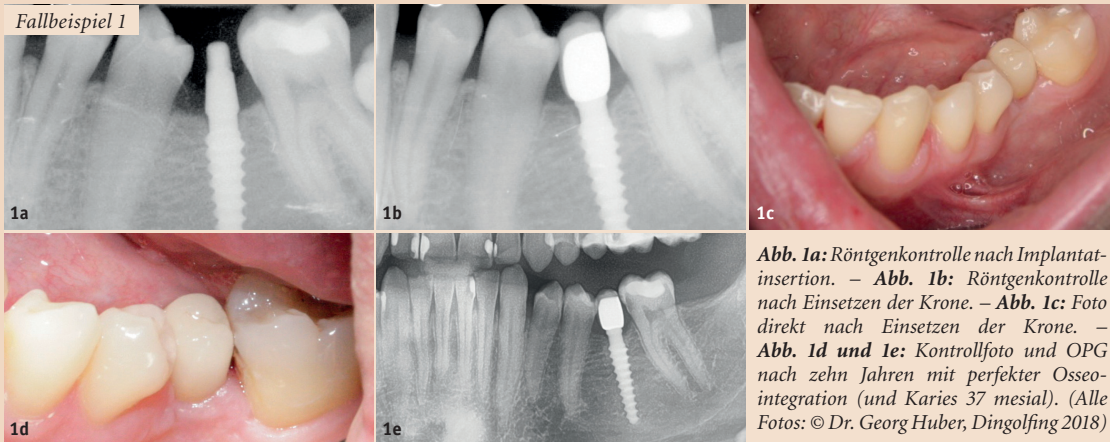 Fallbeispiel 1
1a
1b
1c
1d
1e
Abb. 1a: Röntgenkontrolle nach Implantat-
insertion. – Abb. 1b: Röntgenkontrolle
nach Einsetzen der Krone. – Abb. 1c: Foto
direkt nach Einsetzen der Krone. –
Abb. 1d und 1e: Kontrollfoto und OPG
nach zehn Jahren mit perfekter Osseo-
integration (und Karies 37 mesial). (Alle
Fotos: © Dr. Georg Huber, Dingolfing 2018)